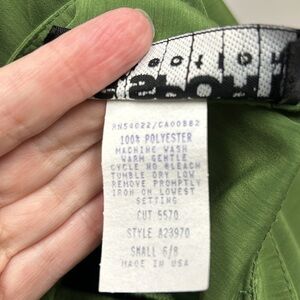 RN54022/CA00882
100% POLYESTER
MACHINE WASH
WARM GENTLE
CYCLE NO BLEACH
TUMBLE DRY LOW
REMOVE PROMPTLY
IRON ON LOWEST
SETTING
CUT 5570
STYLE 823970
SMALL 6/8
MADE IN USA